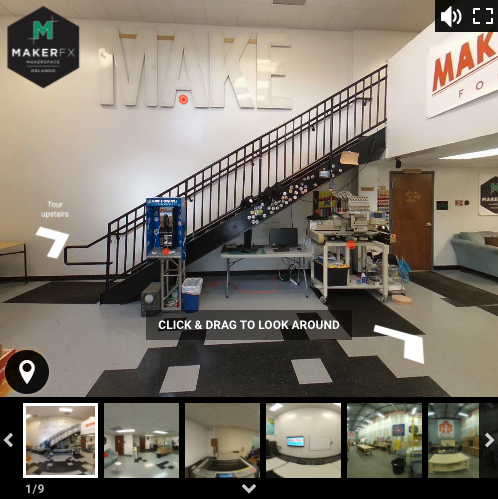 M
MAKERFX
MAKERSPACE
ORLANDO
MAKE
MAK
FO
Tour
upstairs
CLICK & DRAG TO LOOK AROUND
1/9